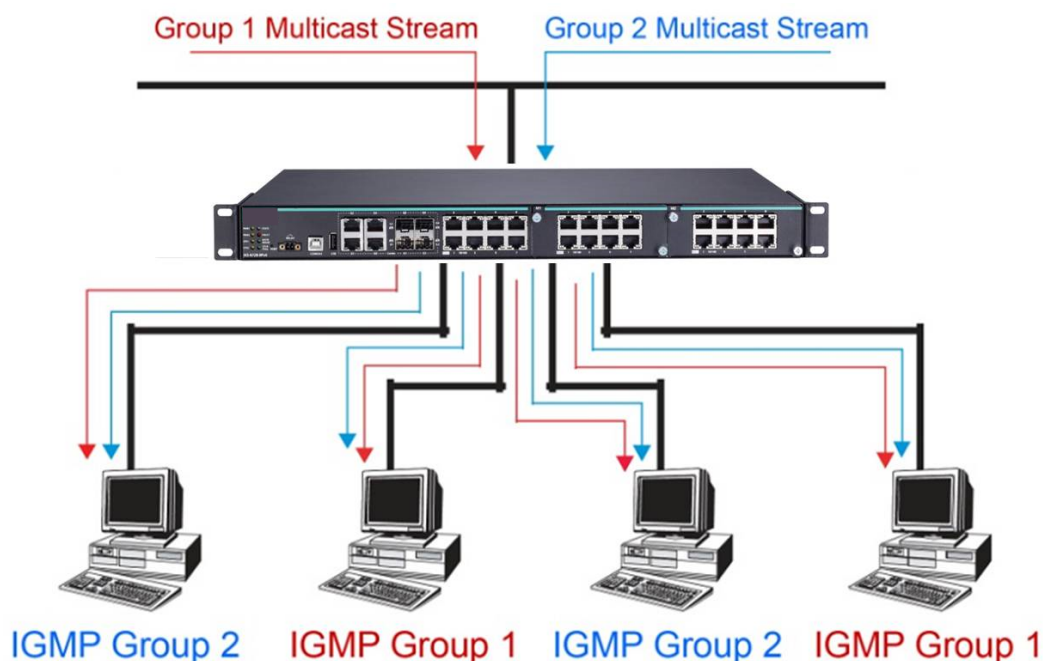 Group 1 Multicast Stream
Group 2 Multicast Stream
IGMP Group 2
IGMP Group 1
IGMP Group 2
IGMP Group 1